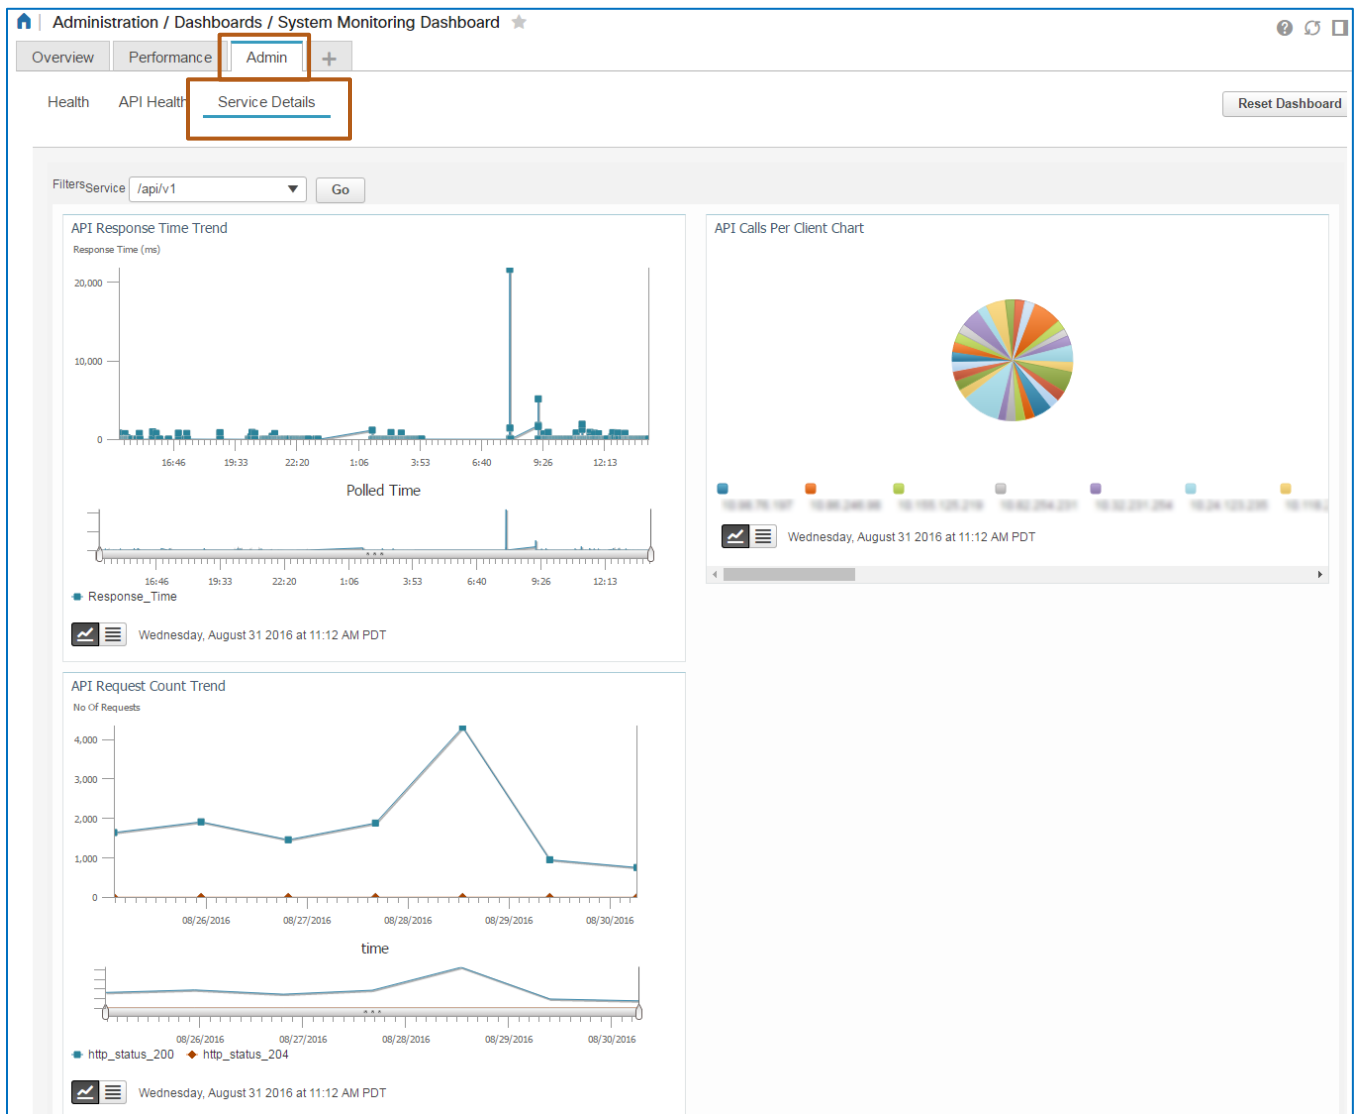 Administration / Dashboards / System Monitoring Dashboard
Overview Performance Admin +
Health API Health Service Details Reset Dashboard
Filters Service /api/v1 Go
API Response Time Trend
Response Time (ms)
20,000
10,000
0
16:46 19:33 22:20 1:06 3:53 6:40 9:26 12:13
Polled Time
16:46 19:33 22:20 1:06 3:53 6:40 9:26 12:13
Response_Time
Wednesday, August 31 2016 at 11:12 AM PDT
API Calls Per Client Chart
Wednesday, August 31 2016 at 11:12 AM PDT
API Request Count Trend
No Of Requests
4,000
3,000
2,000
1,000
0
08/26/2016 08/27/2016 08/28/2016 08/29/2016 08/30/2016
time
08/26/2016 08/27/2016 08/28/2016 08/29/2016 08/30/2016
http_status_200 http_status_204
Wednesday, August 31 2016 at 11:12 AM PDT